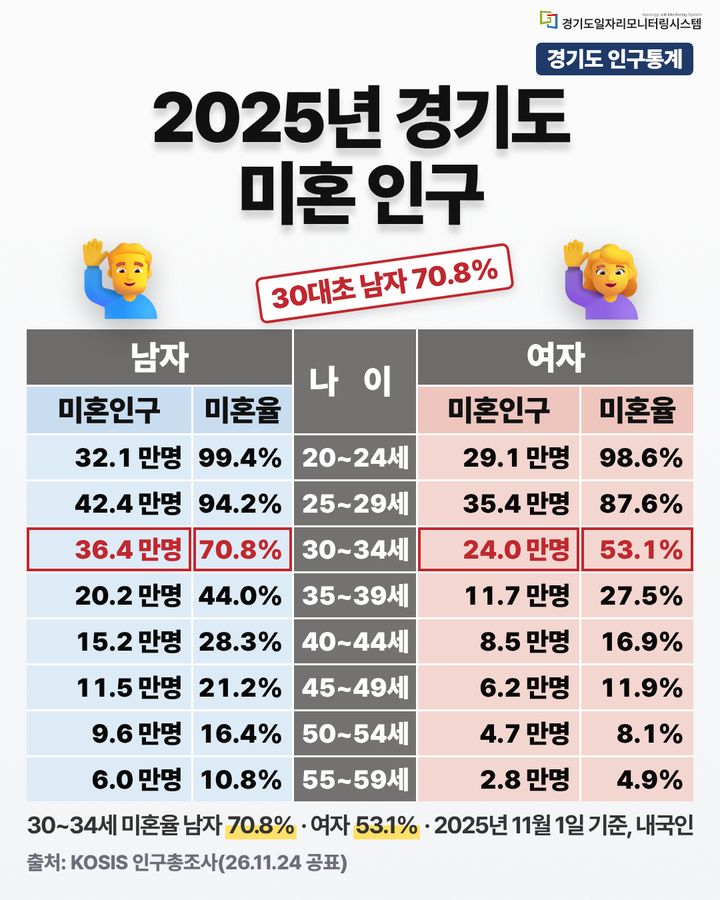 경기도일자리모니터링시스템
경기도 인구통계
2025년 경기도
미혼 인구
30대초 남자 70.8%
남자 나 이 여자
미혼인구 미혼율 미혼인구 미혼율
32.1 만명 99.4% 20~24세 29.1 만명 98.6%
42.4 만명 94.2% 25~29세 35.4 만명 87.6%
36.4 만명 70.8% 30~34세 24.0 만명 53.1%
20.2 만명 44.0% 35~39세 11.7 만명 27.5%
15.2 만명 28.3% 40~44세 8.5 만명 16.9%
11.5 만명 21.2% 45~49세 6.2 만명 11.9%
9.6 만명 16.4% 50~54세 4.7 만명 8.1%
6.0 만명 10.8% 55~59세 2.8 만명 4.9%
30~34세 미혼율 남자 70.8% · 여자 53.1% · 2025년 11월 1일 기준, 내국인
출처: KOSIS 인구총조사(26.11.24 공표)